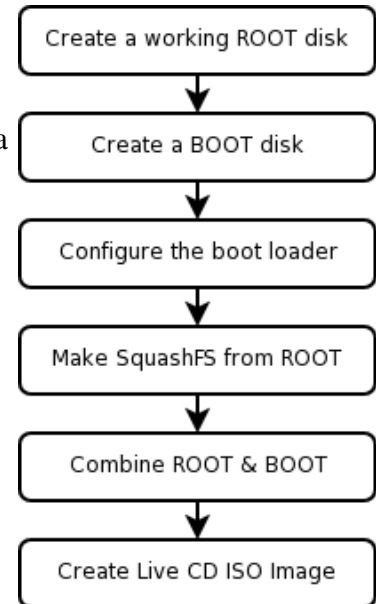 Create a working ROOT disk
a
Create a BOOT disk
Configure the boot loader
Make SquashFS from ROOT
Combine ROOT & BOOT
Create Live CD ISO Image